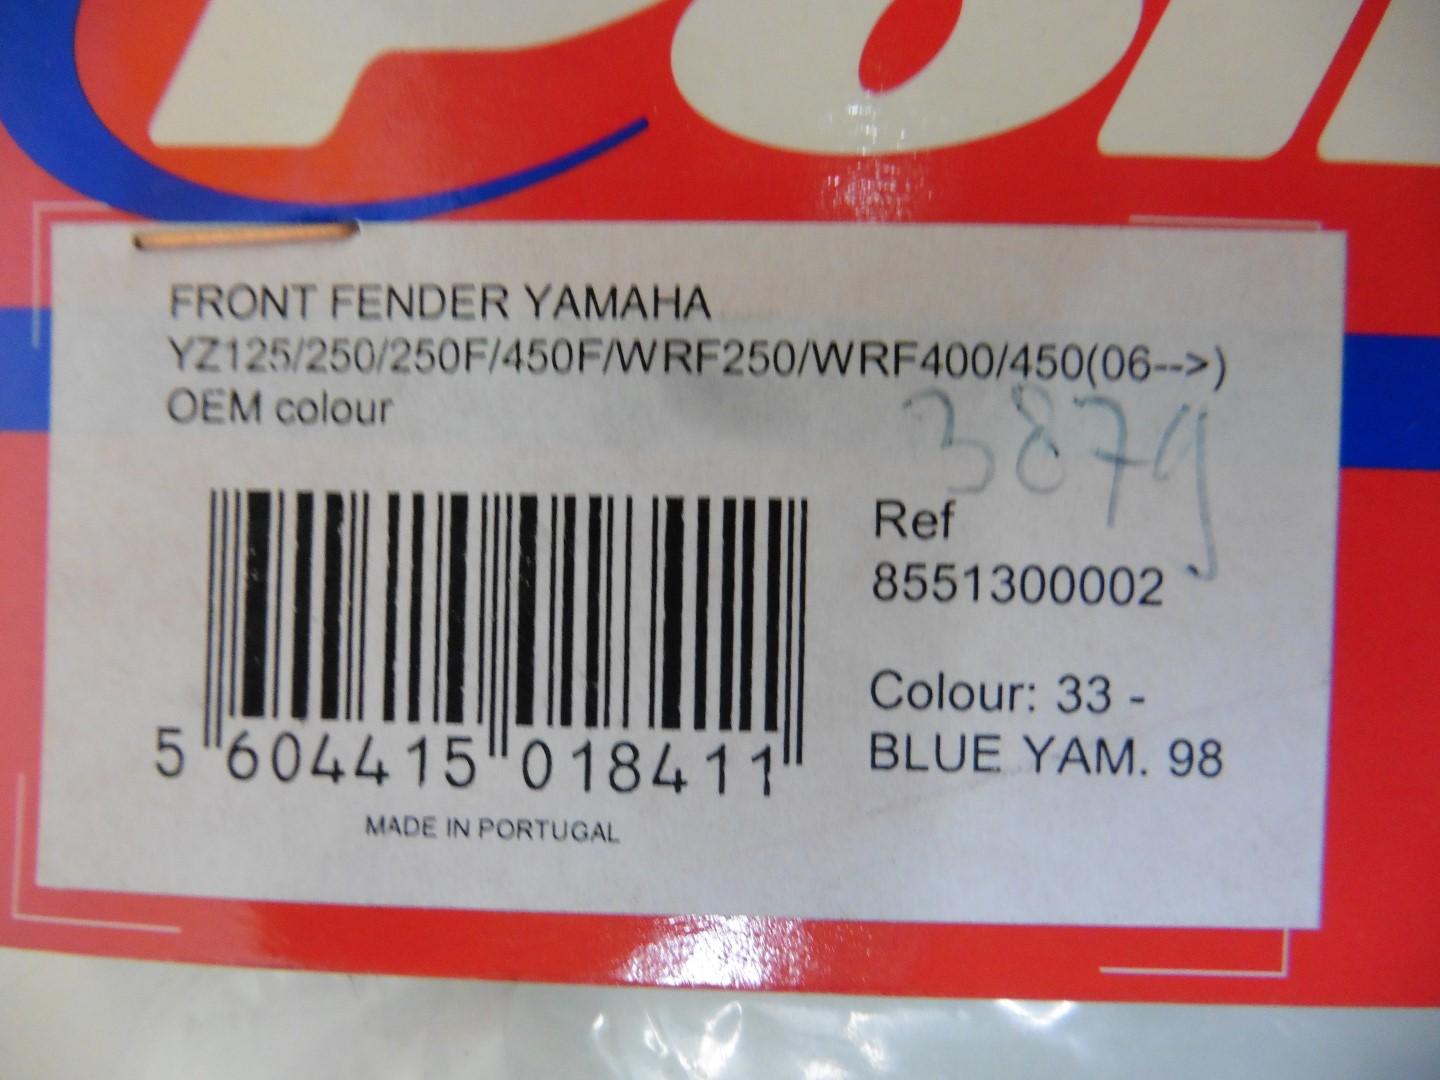 FRONT FENDER YAMAHA
YZ125/250/250F/450F/WRF250/WRF400/450(06-->)
OEM colour
Ref
8551300002
Colour: 33 -
BLUE YAM. 98
5 604415 018411
MADE IN PORTUGAL